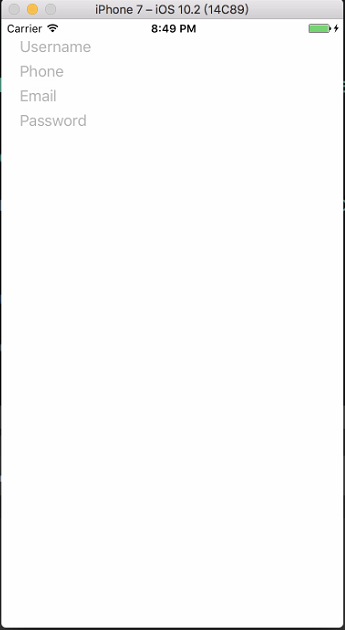 iPhone 7 – iOS 10.2 (14C89)
Carrier 8:49 PM
Username
Phone
Email
Password